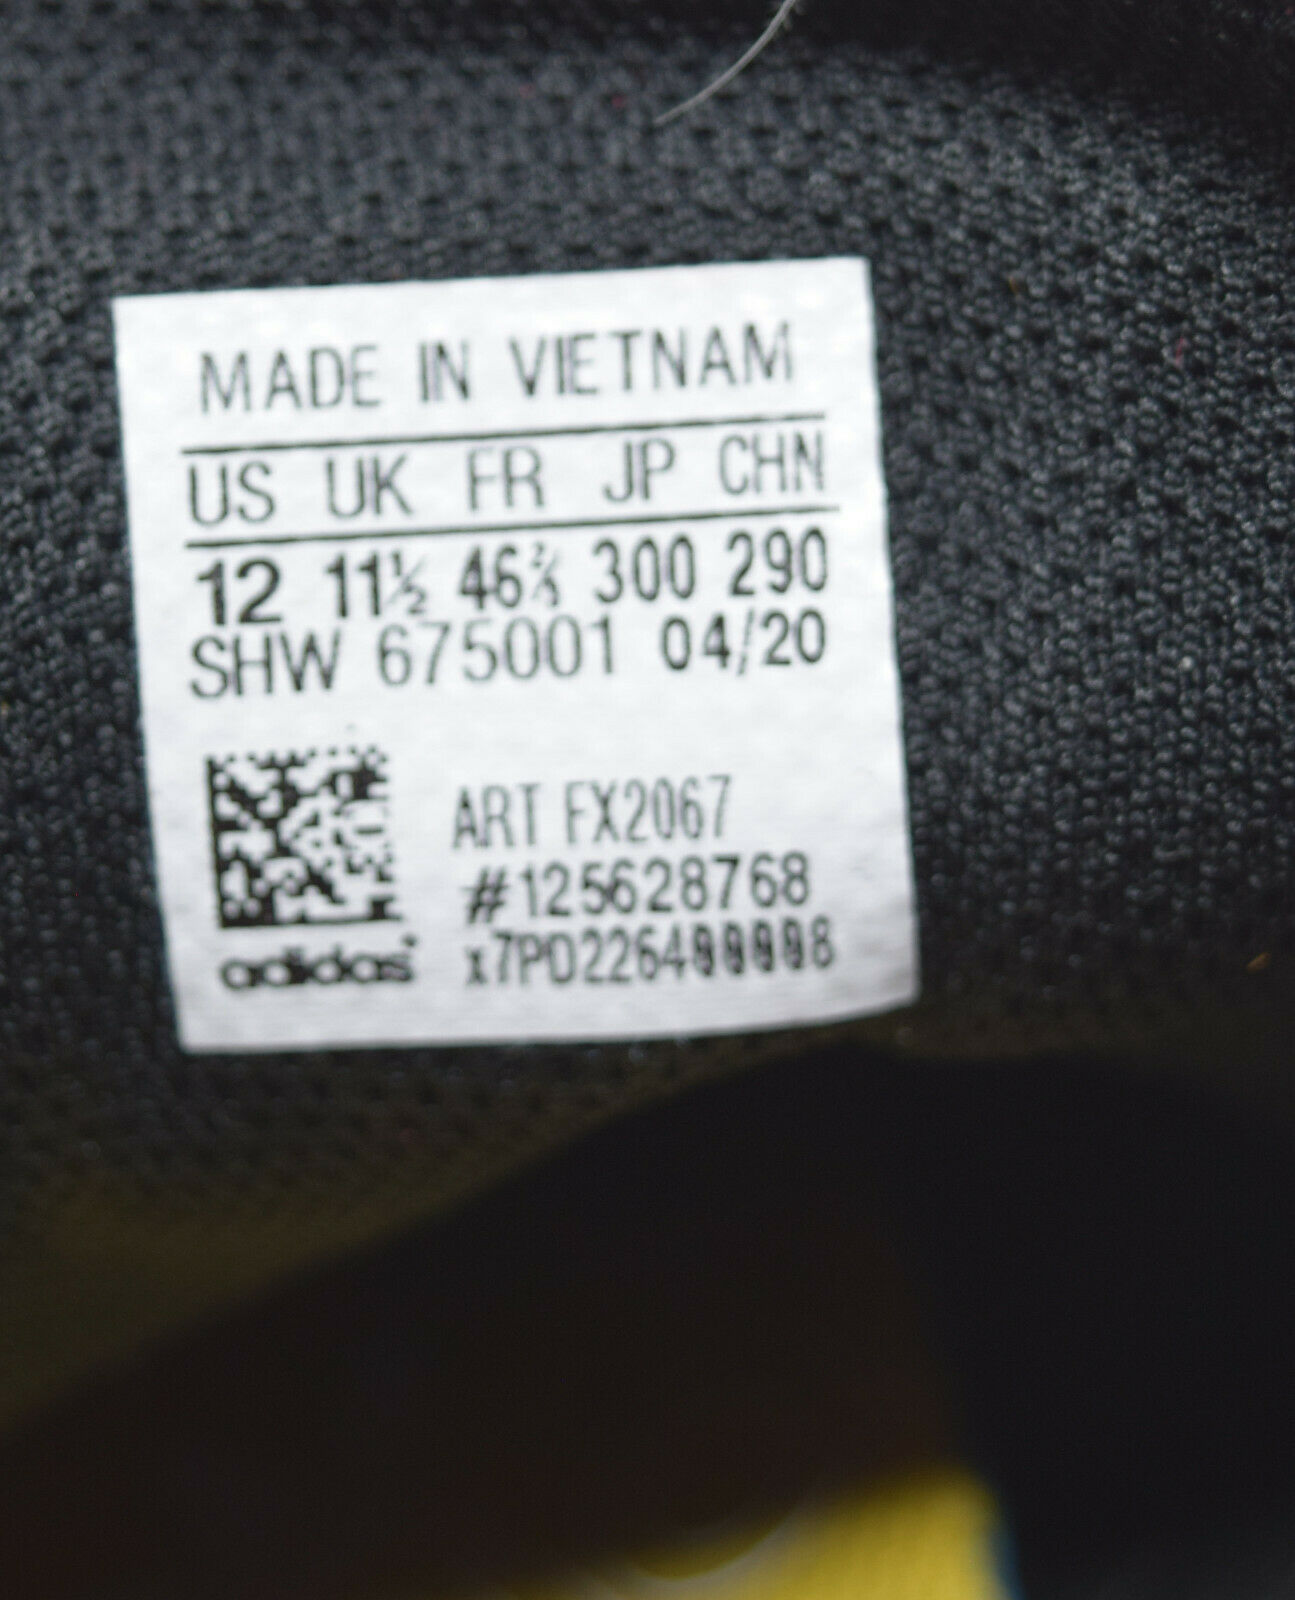 MADE IN VIETNAM
US UK FR JP CHN
12 11½ 46⅔ 300 290
SHW 675001 04/20
ART FX2067
#125628768
adidas x7PD226400008